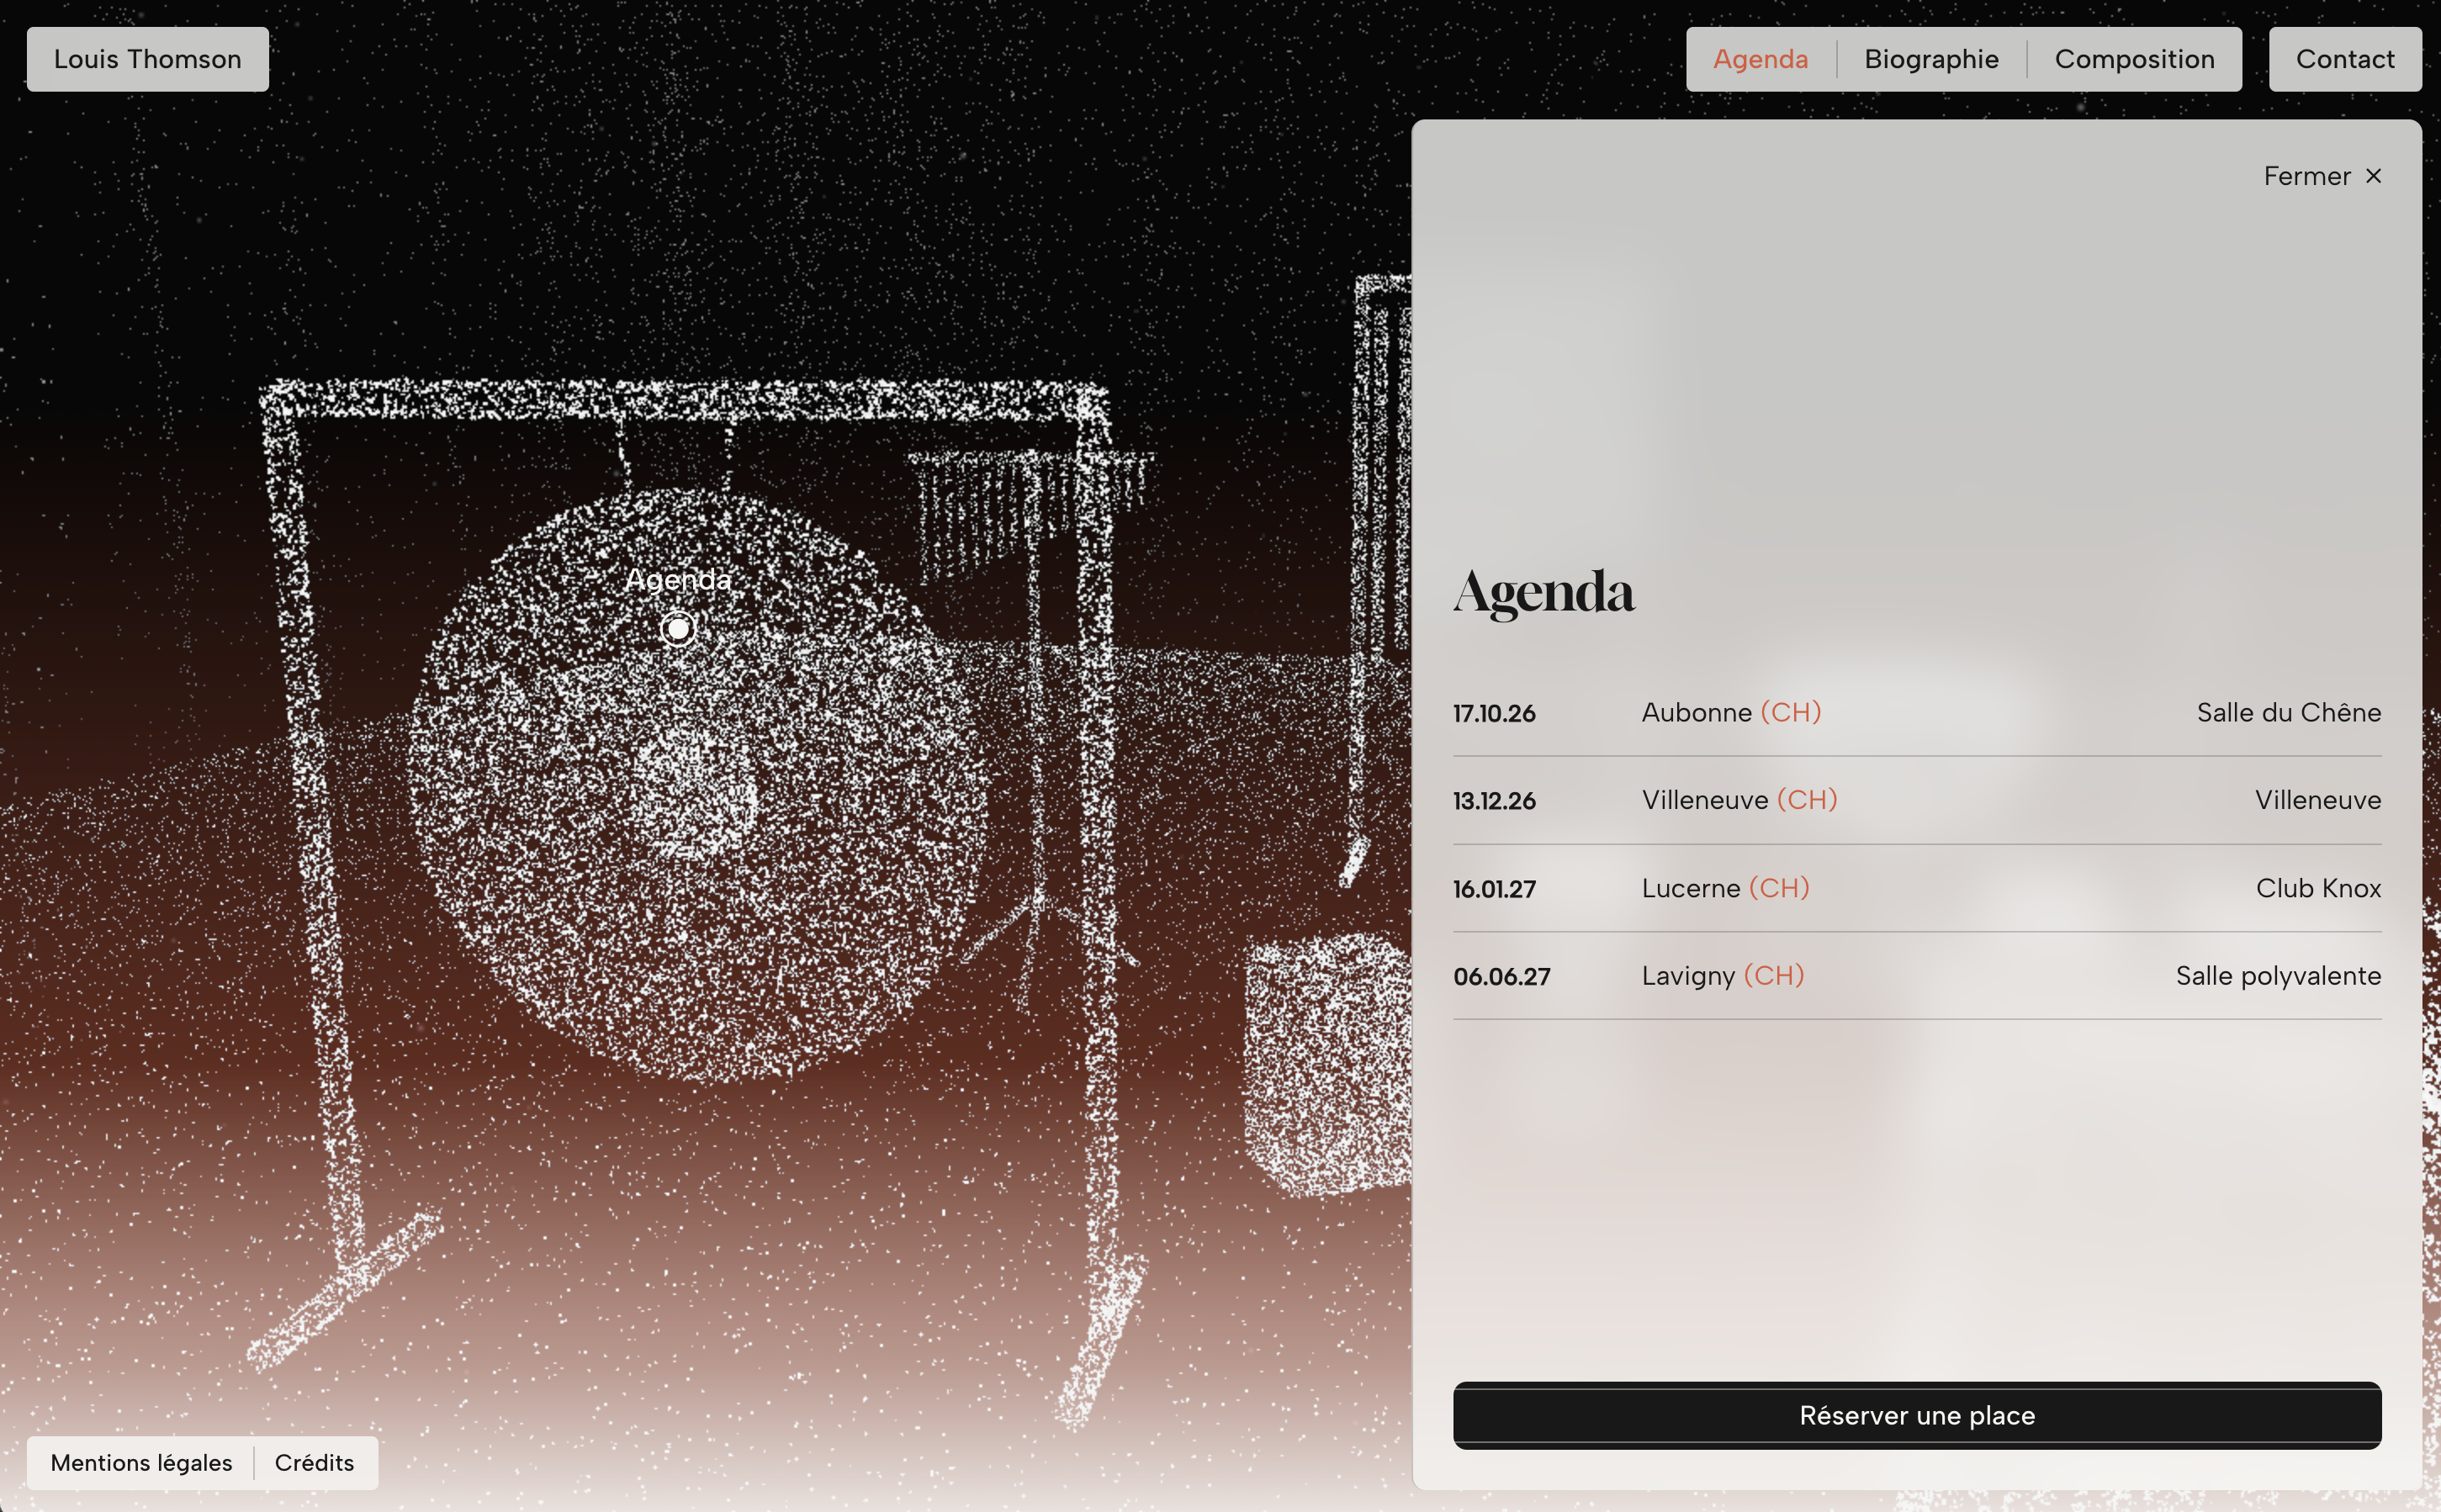 Louis Thomson
Agenda Biographie Composition Contact
Fermer ×
Agenda
Agenda
17.10.26 Aubonne (CH) Salle du Chêne
13.12.26 Villeneuve (CH) Villeneuve
16.01.27 Lucerne (CH) Club Knox
06.06.27 Lavigny (CH) Salle polyvalente
Réserver une place
Mentions légales Crédits